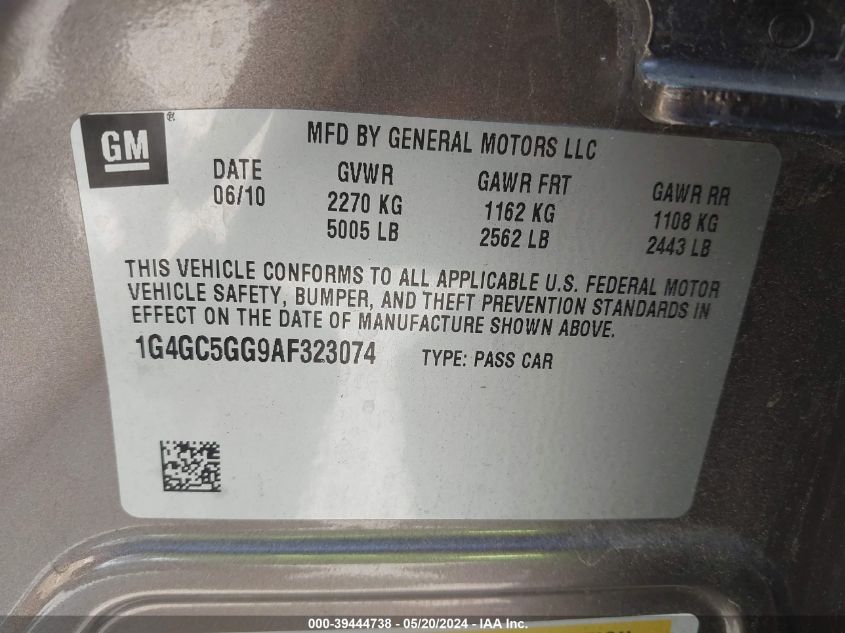 GM ®
MFD BY GENERAL MOTORS LLC
DATE GVWR GAWR FRT GAWR RR
06/10 2270 KG 1162 KG 1108 KG
5005 LB 2562 LB 2443 LB
THIS VEHICLE CONFORMS TO ALL APPLICABLE U.S. FEDERAL MOTOR
VEHICLE SAFETY, BUMPER, AND THEFT PREVENTION STANDARDS IN
EFFECT ON THE DATE OF MANUFACTURE SHOWN ABOVE.
1G4GC5GG9AF323074 TYPE: PASS CAR
000-39444738 - 05/20/2024 - IAA Inc.